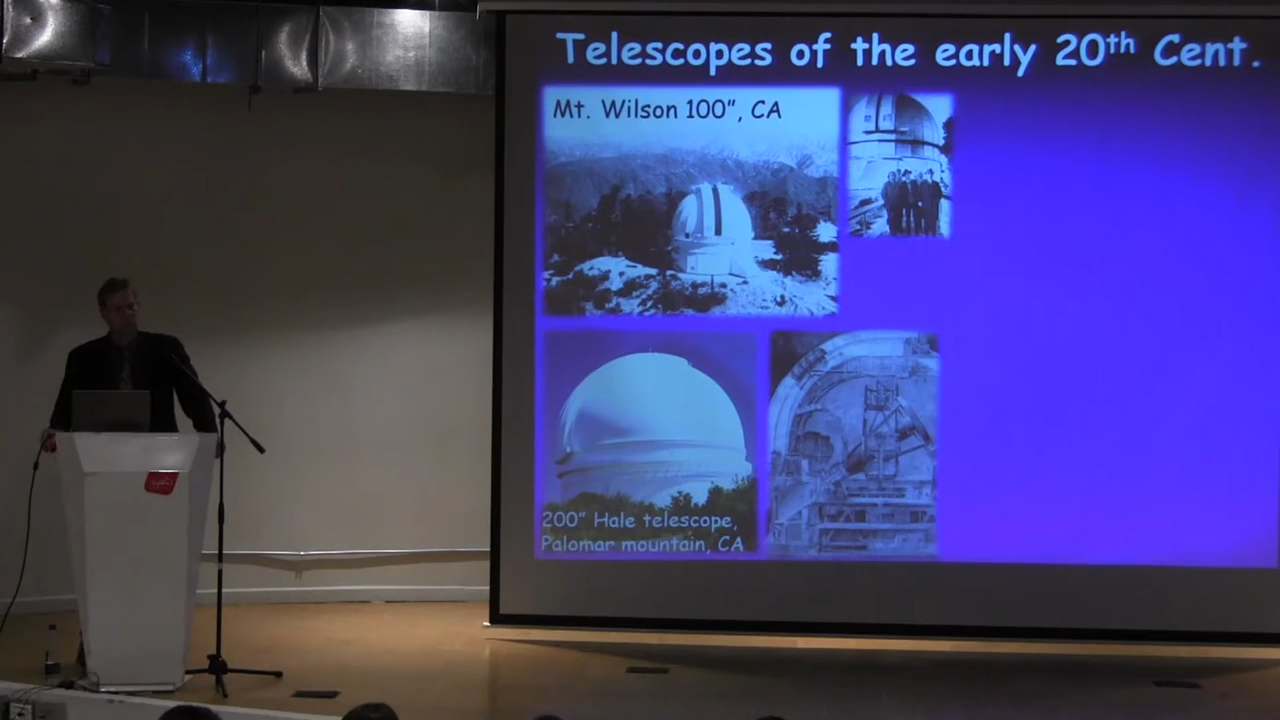 Telescopes of the early 20th Cent.
Mt. Wilson 100”, CA
200” Hale telescope,
Palomar mountain, CA